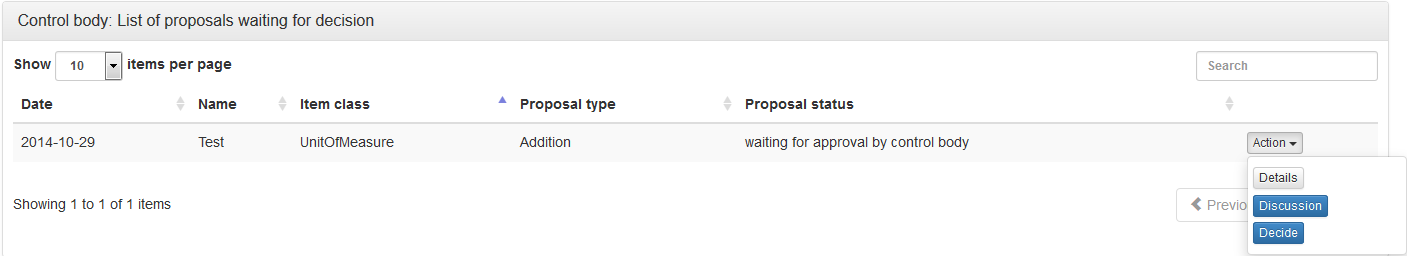 Control body: List of proposals waiting for decision
Show 10 items per page Search
Date Name Item class Proposal type Proposal status
2014-10-29 Test UnitOfMeasure Addition waiting for approval by control body Action
Details
Showing 1 to 1 of 1 items Previo Discussion
Decide